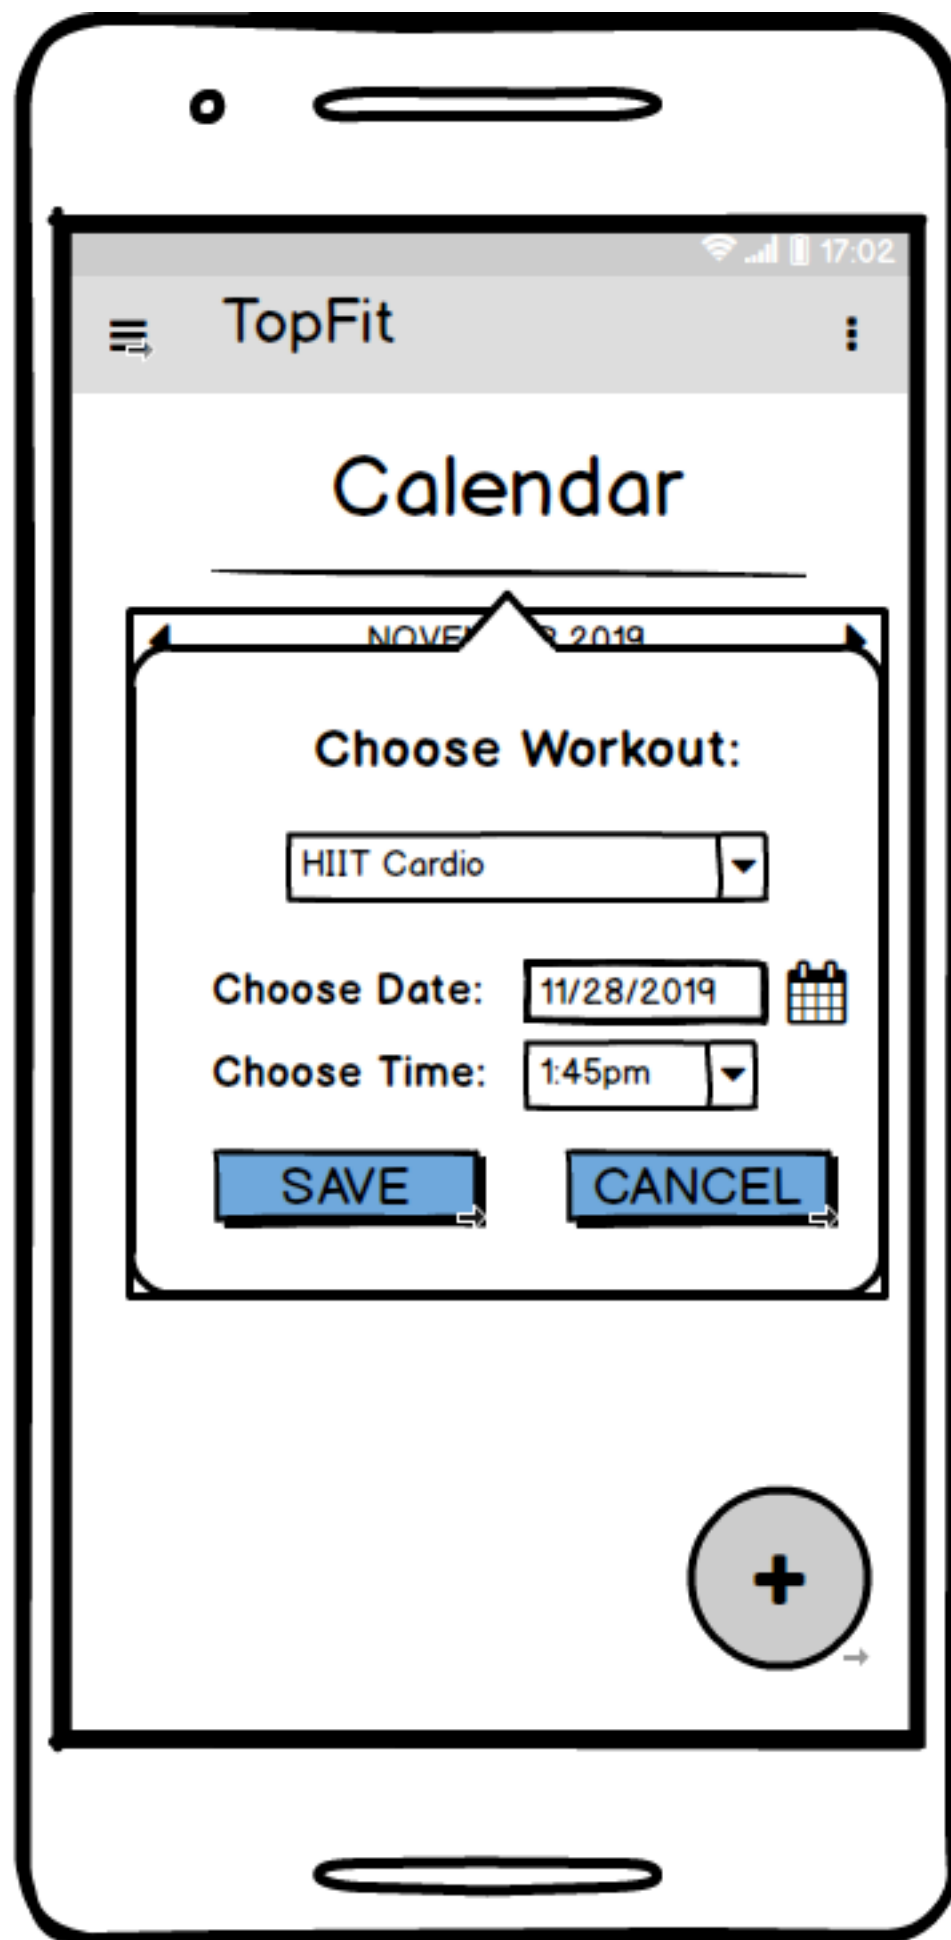 17:02
TopFit
Calendar
2019
Choose Workout:
HIIT Cardio
Choose Date: 11/28/2019
Choose Time: 1:45pm
SAVE CANCEL